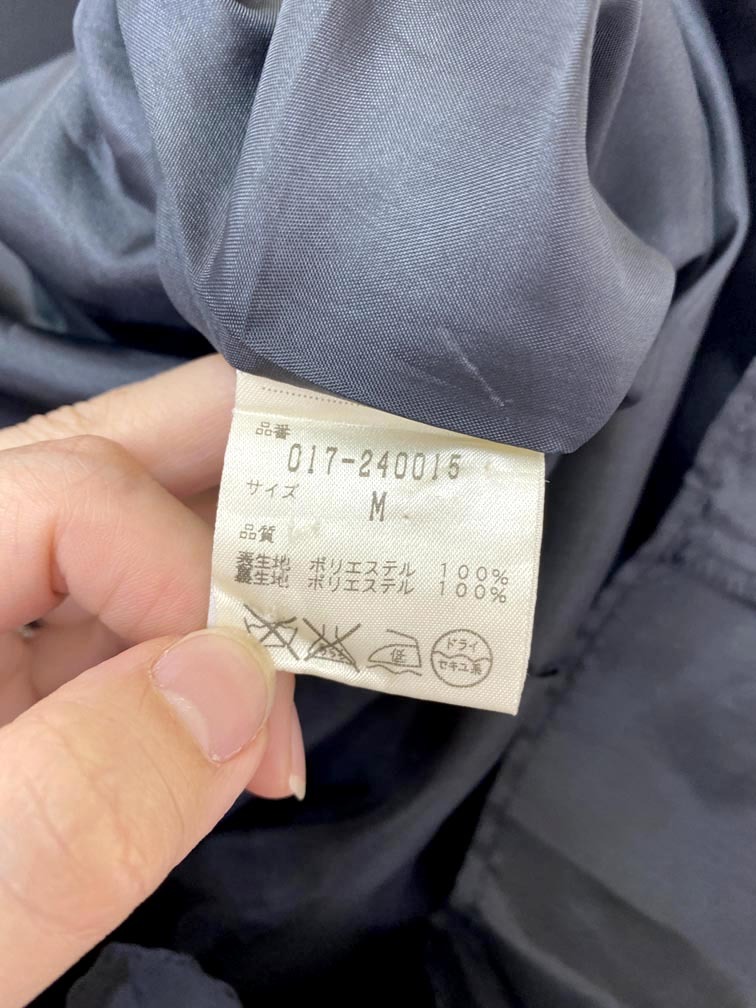 品番
017-240015
サイズ
M
品質
表生地 ポリエステル 100%
裏生地 ポリエステル 100%
低
ドライ
セキユ系